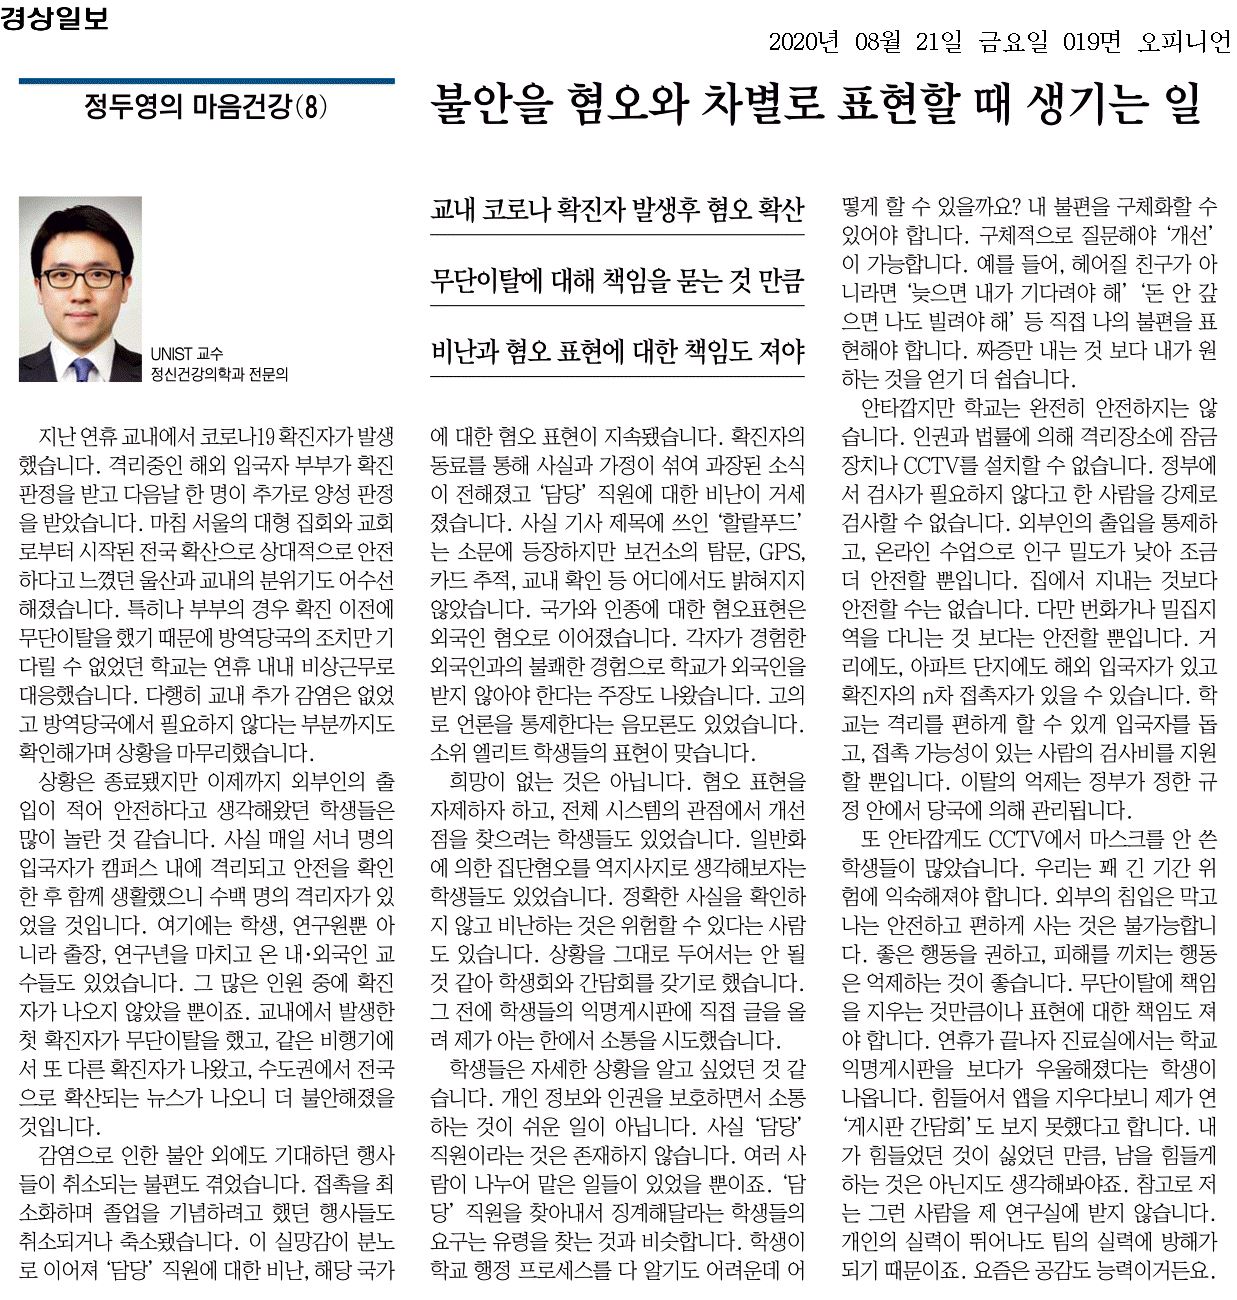 경상일보
2020년 08월 21일 금요일 019면 오피니언
정두영의 마음건강(8)
불안을 혐오와 차별로 표현할 때 생기는 일
UNIST 교수
정신건강의학과 전문의
교내 코로나 확진자 발생후 혐오 확산
무단이탈에 대해 책임을 묻는 것 만큼
비난과 혐오 표현에 대한 책임도 져야
지난 연휴 교내에서 코로나19 확진자가 발생
했습니다. 격리중인 해외 입국자 부부가 확진
판정을 받고 다음날 한 명이 추가로 양성 판정
을 받았습니다. 마침 서울의 대형 집회와 교회
로부터 시작된 전국 확산으로 상대적으로 안전
하다고 느꼈던 울산과 교내의 분위기도 어수선
해졌습니다. 특히나 부부의 경우 확진 이전에
무단이탈을 했기 때문에 방역당국의 조치만 기
다릴 수 없었던 학교는 연휴 내내 비상근무로
대응했습니다. 다행히 교내 추가 감염은 없었
고 방역당국에서 필요하지 않다는 부분까지도
확인해가며 상황을 마무리했습니다.
상황은 종료됐지만 이제까지 외부인의 출
입이 적어 안전하다고 생각해왔던 학생들은
많이 놀란 것 같습니다. 사실 매일 서너 명의
입국자가 캠퍼스 내에 격리되고 안전을 확인
한 후 함께 생활했으니 수백 명의 격리자가 있
었을 것입니다. 여기에는 학생, 연구원뿐 아
니라 출장, 연구년을 마치고 온 내·외국인 교
수들도 있었습니다. 그 많은 인원 중에 확진
자가 나오지 않았을 뿐이죠. 교내에서 발생한
첫 확진자가 무단이탈을 했고, 같은 비행기에
서 또 다른 확진자가 나왔고, 수도권에서 전국
으로 확산되는 뉴스가 나오니 더 불안해졌을
것입니다.
감염으로 인한 불안 외에도 기대하던 행사
들이 취소되는 불편도 겪었습니다. 접촉을 최
소화하며 졸업을 기념하려고 했던 행사들도
취소되거나 축소됐습니다. 이 실망감이 분노
로 이어져 ‘담당’ 직원에 대한 비난, 해당 국가
에 대한 혐오 표현이 지속됐습니다. 확진자의
동료를 통해 사실과 가정이 섞여 과장된 소식
이 전해졌고 ‘담당’ 직원에 대한 비난이 거세
졌습니다. 사실 기사 제목에 쓰인 ‘할랄푸드’
는 소문에 등장하지만 보건소의 탐문, GPS,
카드 추적, 교내 확인 등 어디에서도 밝혀지지
않았습니다. 국가와 인종에 대한 혐오표현은
외국인 혐오로 이어졌습니다. 각자가 경험한
외국인과의 불쾌한 경험으로 학교가 외국인을
받지 않아야 한다는 주장도 나왔습니다. 고의
로 언론을 통제한다는 음모론도 있었습니다.
소위 엘리트 학생들의 표현이 맞습니다.
희망이 없는 것은 아닙니다. 혐오 표현을
자제하자 하고, 전체 시스템의 관점에서 개선
점을 찾으려는 학생들도 있었습니다. 일반화
에 의한 집단혐오를 역지사지로 생각해보자는
학생들도 있었습니다. 정확한 사실을 확인하
지 않고 비난하는 것은 위험할 수 있다는 사람
도 있습니다. 상황을 그대로 두어서는 안 될
것 같아 학생회와 간담회를 갖기로 했습니다.
그 전에 학생들의 익명게시판에 직접 글을 올
려 제가 아는 한에서 소통을 시도했습니다.
학생들은 자세한 상황을 알고 싶었던 것 같
습니다. 개인 정보와 인권을 보호하면서 소통
하는 것이 쉬운 일이 아닙니다. 사실 ‘담당’
직원이라는 것은 존재하지 않습니다. 여러 사
람이 나누어 맡은 일들이 있었을 뿐이죠. ‘담
당’ 직원을 찾아내서 징계해달라는 학생들의
요구는 유령을 찾는 것과 비슷합니다. 학생이
학교 행정 프로세스를 다 알기도 어려운데 어
떻게 할 수 있을까요? 내 불편을 구체화할 수
있어야 합니다. 구체적으로 질문해야 ‘개선’
이 가능합니다. 예를 들어, 헤어질 친구가 아
니라면 ‘늦으면 내가 기다려야 해’ ‘돈 안 갚
으면 나도 빌려야 해’ 등 직접 나의 불편을 표
현해야 합니다. 짜증만 내는 것 보다 내가 원
하는 것을 얻기 더 쉽습니다.
안타깝지만 학교는 완전히 안전하지는 않
습니다. 인권과 법률에 의해 격리장소에 잠금
장치나 CCTV를 설치할 수 없습니다. 정부에
서 검사가 필요하지 않다고 한 사람을 강제로
검사할 수 없습니다. 외부인의 출입을 통제하
고, 온라인 수업으로 인구 밀도가 낮아 조금
더 안전할 뿐입니다. 집에서 지내는 것보다
안전할 수는 없습니다. 다만 번화가나 밀집지
역을 다니는 것 보다는 안전할 뿐입니다. 거
리에도, 아파트 단지에도 해외 입국자가 있고
확진자의 n차 접촉자가 있을 수 있습니다. 학
교는 격리를 편하게 할 수 있게 입국자를 돕
고, 접촉 가능성이 있는 사람의 검사비를 지원
할 뿐입니다. 이탈의 억제는 정부가 정한 규
정 안에서 당국에 의해 관리됩니다.
또 안타깝게도 CCTV에서 마스크를 안 쓴
학생들이 많았습니다. 우리는 꽤 긴 기간 위
험에 익숙해져야 합니다. 외부의 침입은 막고
나는 안전하고 편하게 사는 것은 불가능합니
다. 좋은 행동을 권하고, 피해를 끼치는 행동
은 억제하는 것이 좋습니다. 무단이탈에 책임
을 지우는 것만큼이나 표현에 대한 책임도 져
야 합니다. 연휴가 끝나자 진료실에서는 학교
익명게시판을 보다가 우울해졌다는 학생이
나옵니다. 힘들어서 앱을 지우다보니 제가 연
‘게시판 간담회’도 보지 못했다고 합니다. 내
가 힘들었던 것이 싫었던 만큼, 남을 힘들게
하는 것은 아닌지도 생각해봐야죠. 참고로 저
는 그런 사람을 제 연구실에 받지 않습니다.
개인의 실력이 뛰어나도 팀의 실력에 방해가
되기 때문이죠. 요즘은 공감도 능력이거든요.